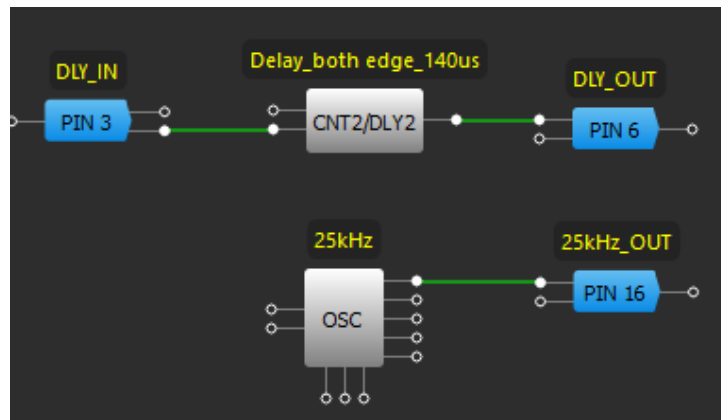 DLY_IN
Delay_both edge_140us
DLY_OUT
PIN 3
CNT2/DLY2
PIN 6
25kHz
25kHz_OUT
OSC
PIN 16